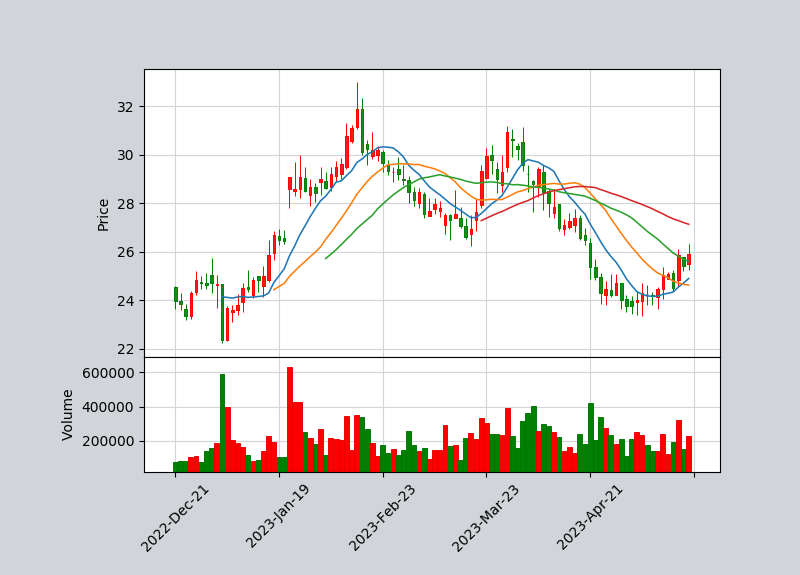 Price
32
30
28
26
24
22
Volume
600000
400000
200000
2022-Dec-21
2023-Jan-19
2023-Feb-23
2023-Mar-23
2023-Apr-21